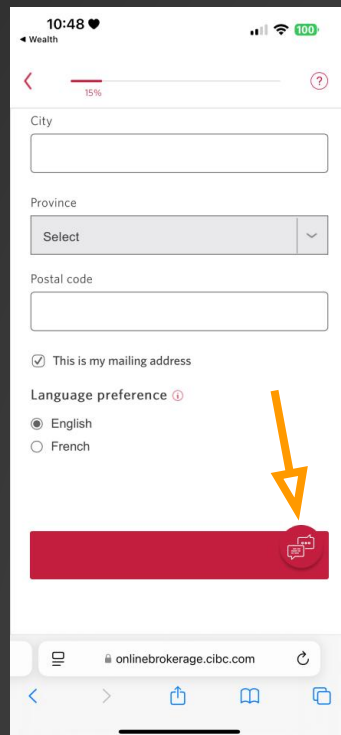 10:48
Wealth
100
15%
?
City
Province
Select
Postal code
This is my mailing address
Language preference i
English
French
onlinebrokerage.cibc.com